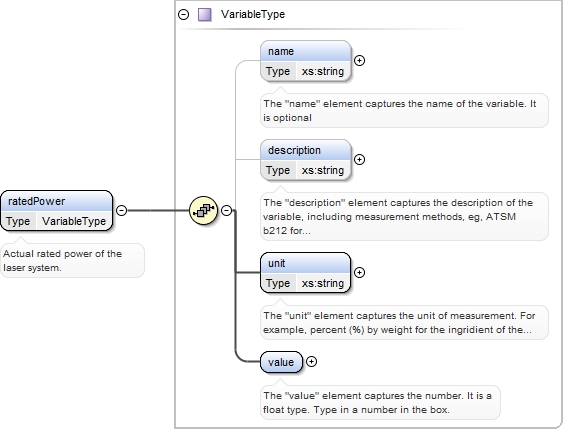 VariableType
name
Type xs:string
The "name" element captures the name of the variable. It
is optional
description
Type xs:string
The "description" element captures the description of the
variable, including measurement methods, eg, ATSM
b212 for...
ratedPower
Type VariableType
Actual rated power of the
laser system.
unit
Type xs:string
The "unit" element captures the unit of measurement. For
example, percent (%) by weight for the ingridient of the...
value
The "value" element captures the number. It is a
float type. Type in a number in the box.